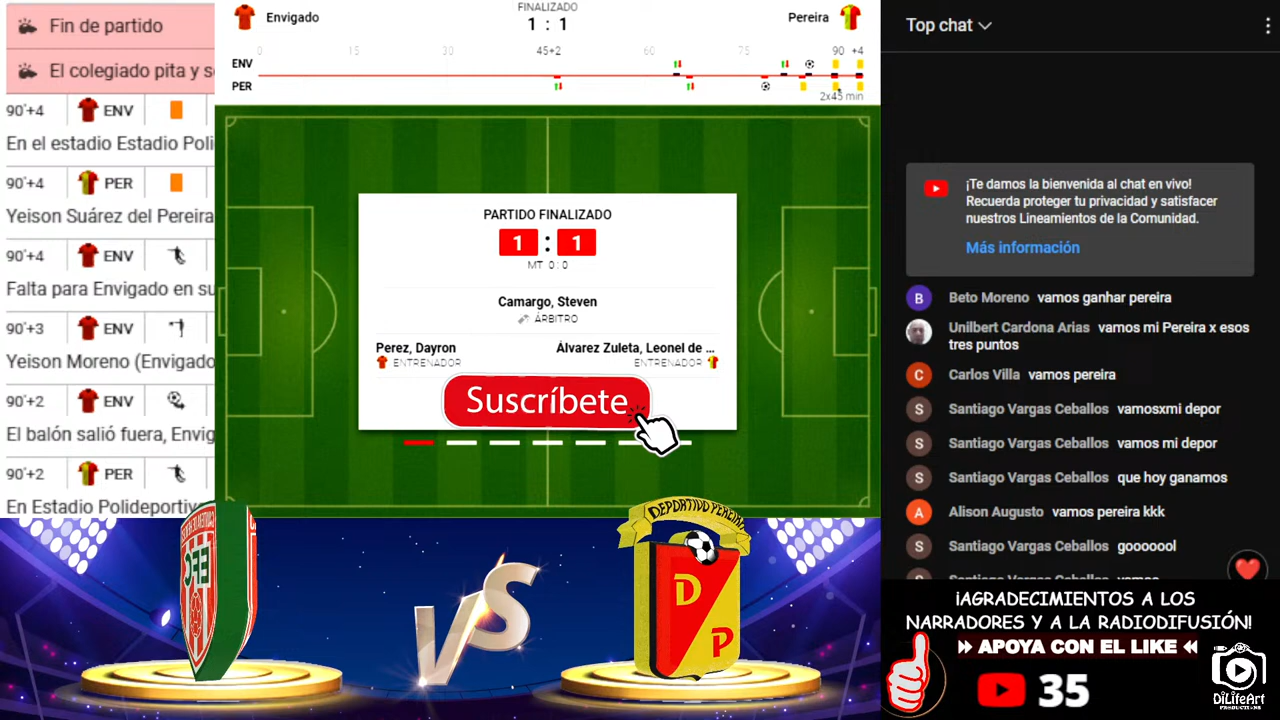 Fin de partido
El colegiado pita y s
90'+4 ENV
En el estadio Estadio Poli
90'+4 PER
Yeison Suárez del Pereira
90'+4 ENV
Falta para Envigado en su
90'+3 ENV
Yeison Moreno (Envigado
90'+2 ENV
El balón salió fuera, Envig
90'+2 PER
En Estadio Polideportivo
Envigado
FINALIZADO
1 : 1
Pereira
0 15 30 45+2 60 75 90 +4
ENV
PER
2x45 min
PARTIDO FINALIZADO
1 : 1
MT 0:0
Camargo, Steven
ÁRBITRO
Perez, Dayron
ENTRENADOR
Álvarez Zuleta, Leonel de ...
ENTRENADOR
Suscríbete
EFC
VS
DEPORTIVO PEREIRA
D
P
Top chat
¡Te damos la bienvenida al chat en vivo!
Recuerda proteger tu privacidad y satisfacer
nuestros Lineamientos de la Comunidad.
Más información
B Beto Moreno vamos ganhar pereira
Unilbert Cardona Arias vamos mi Pereira x esos
tres puntos
C Carlos Villa vamos pereira
S Santiago Vargas Ceballos vamosxmi depor
S Santiago Vargas Ceballos vamos mi depor
S Santiago Vargas Ceballos que hoy ganamos
A Alison Augusto vamos pereira kkk
S Santiago Vargas Ceballos gooooool
S Santiago Vargas Ceballos
¡AGRADECIMIENTOS A LOS
NARRADORES Y A LA RADIODIFUSIÓN!
APOYA CON EL LIKE
35
DiLifeArt
PRODUCTIONS